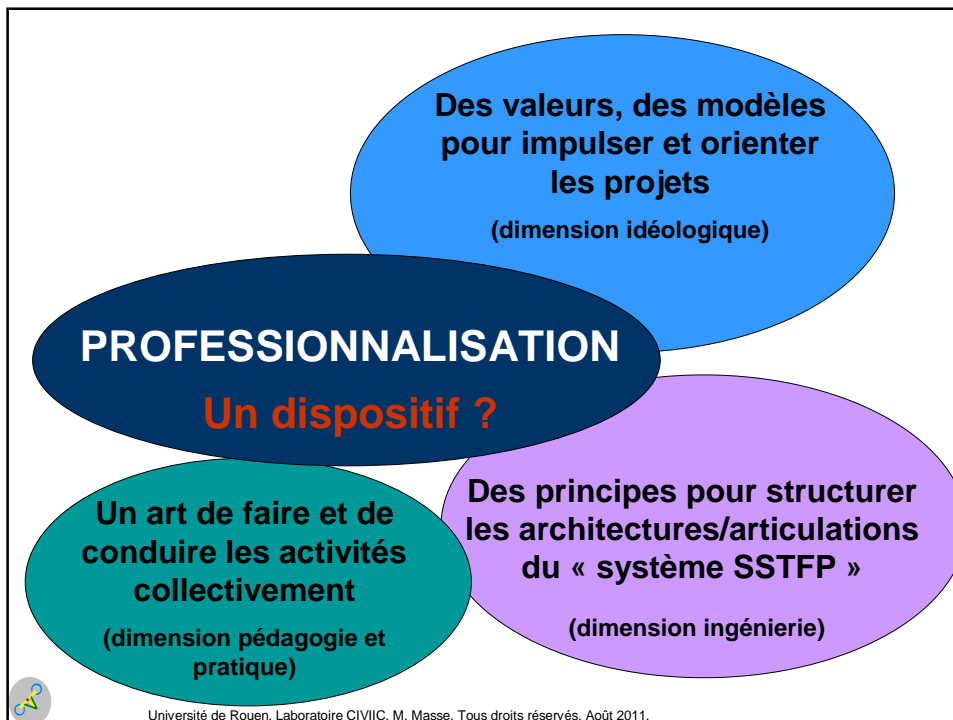 Des valeurs, des modèles
pour impulser et orienter
les projets
(dimension idéologique)
PROFESSIONNALISATION
Un dispositif ?
Un art de faire et de
conduire les activités
collectivement
(dimension pédagogie et
pratique)
Des principes pour structurer
les architectures/articulations
du « système SSTFP »
(dimension ingénierie)
Université de Rouen. Laboratoire CIVIIC. M. Masse. Tous droits réservés. Août 2011.